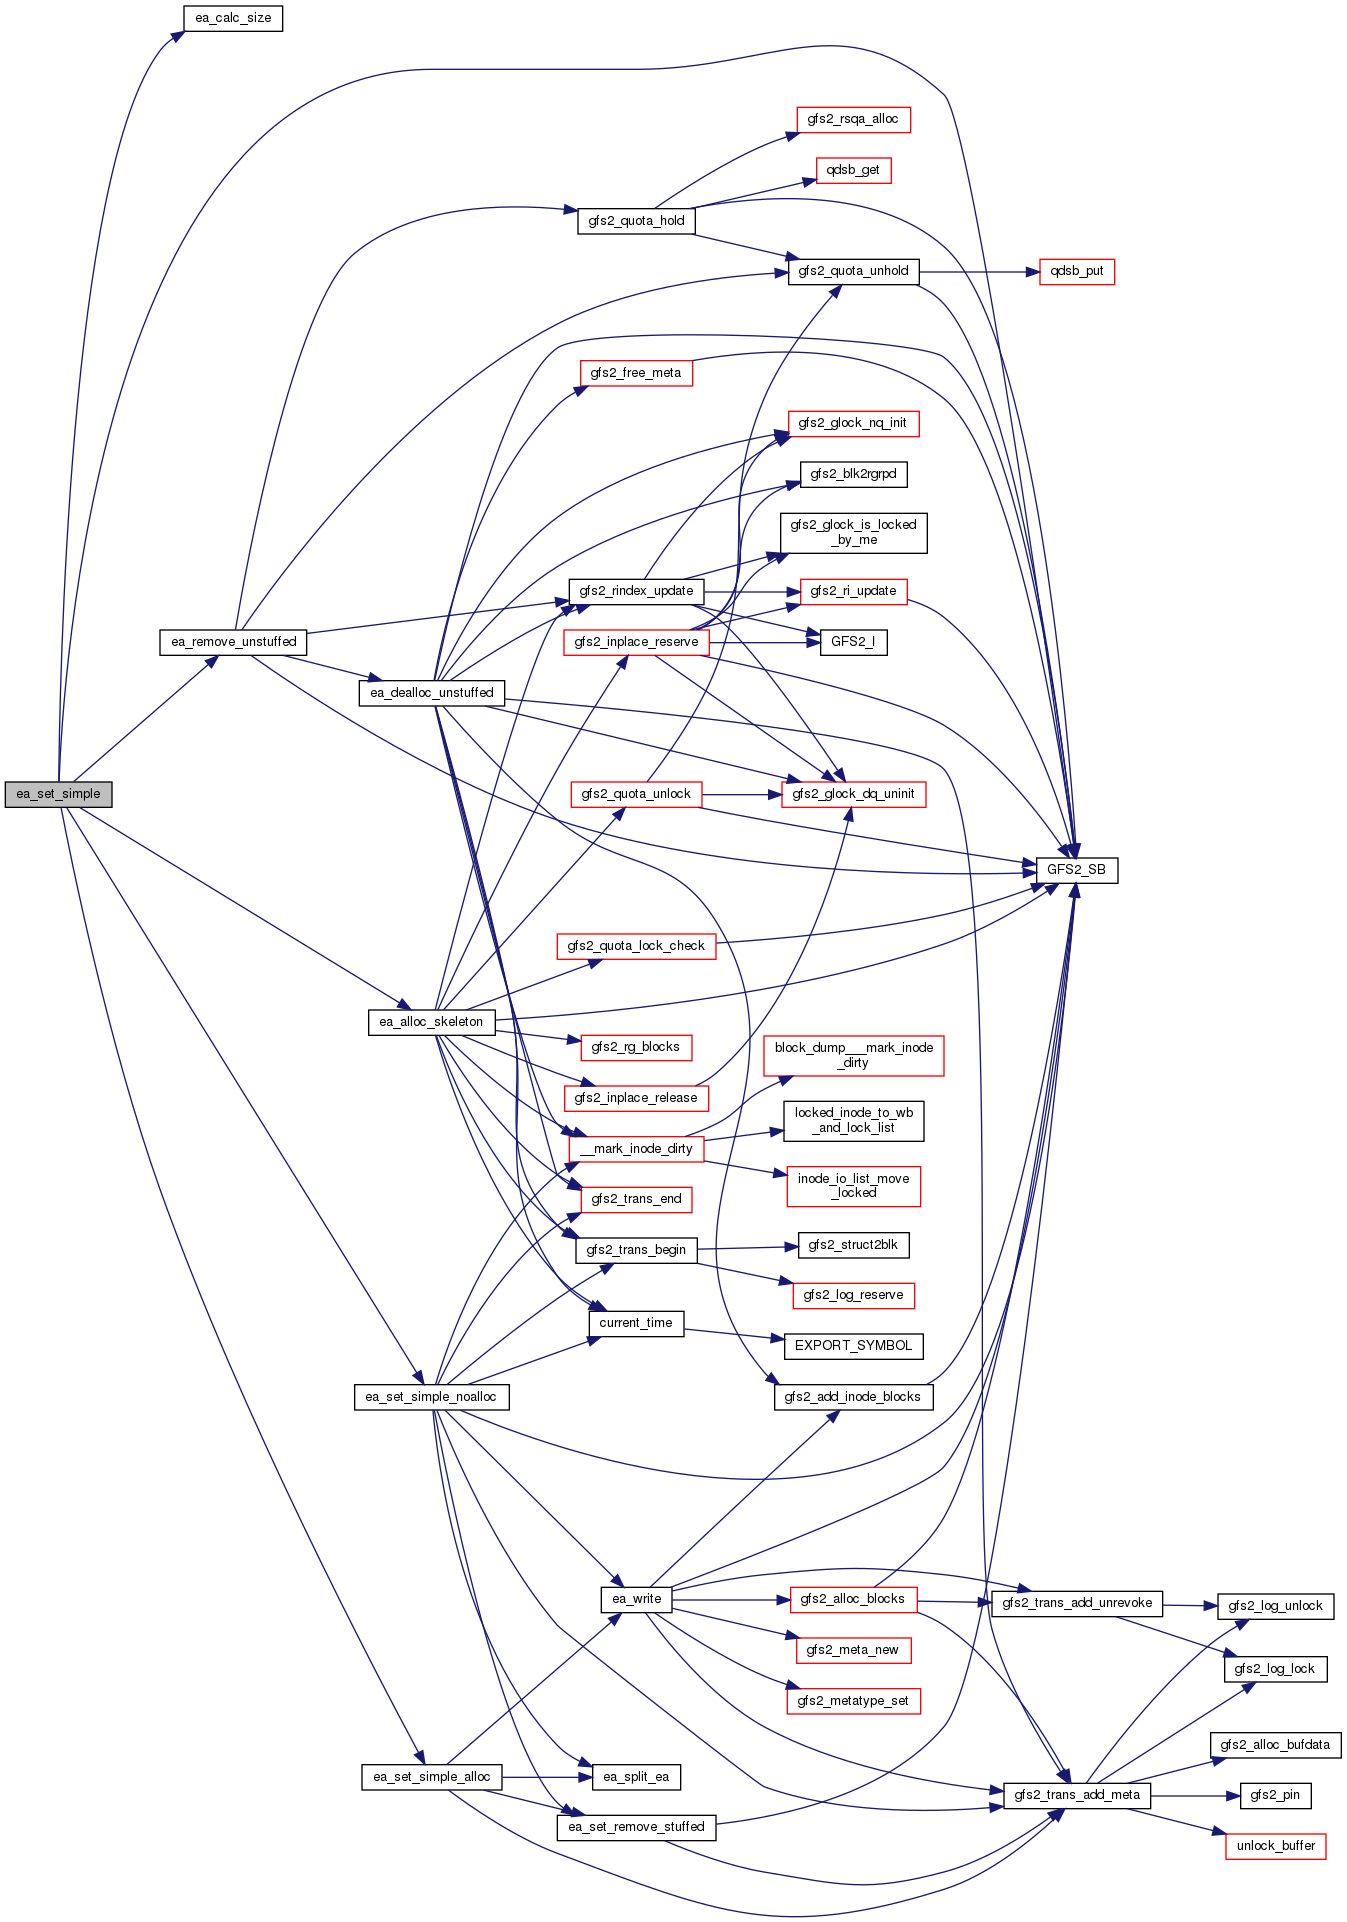 ea_calc_size
gfs2_rsqa_alloc
qdsb_get
gfs2_quota_hold
gfs2_quota_unhold
qdsb_put
gfs2_free_meta
gfs2_glock_nq_init
gfs2_blk2rgrpd
gfs2_glock_is_locked
_by_me
gfs2_rindex_update
gfs2_ri_update
ea_remove_unstuffed
gfs2_inplace_reserve
GFS2_I
ea_dealloc_unstuffed
ea_set_simple
gfs2_quota_unlock
gfs2_glock_dq_uninit
GFS2_SB
gfs2_quota_lock_check
ea_alloc_skeleton
gfs2_rg_blocks
block_dump___mark_inode
_dirty
gfs2_inplace_release
locked_inode_to_wb
_and_lock_list
__mark_inode_dirty
inode_io_list_move
_locked
gfs2_trans_end
gfs2_trans_begin
gfs2_struct2blk
gfs2_log_reserve
current_time
EXPORT_SYMBOL
ea_set_simple_noalloc
gfs2_add_inode_blocks
ea_write
gfs2_alloc_blocks
gfs2_trans_add_unrevoke
gfs2_log_unlock
gfs2_meta_new
gfs2_log_lock
gfs2_metatype_set
gfs2_alloc_bufdata
ea_set_simple_alloc
ea_split_ea
gfs2_trans_add_meta
gfs2_pin
ea_set_remove_stuffed
unlock_buffer